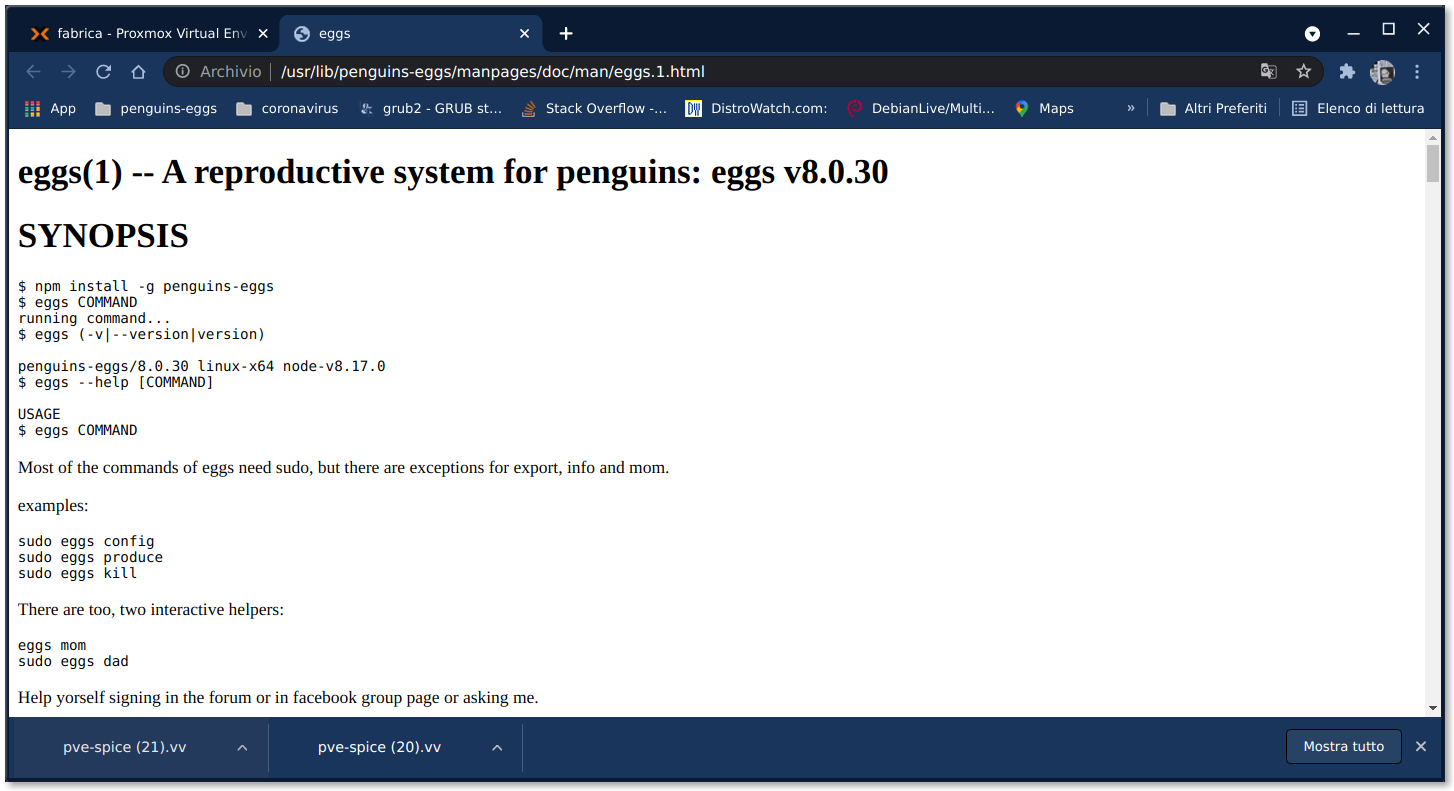 fabrica - Proxmox Virtual Env
eggs
Archivio
/usr/lib/penguins-eggs/manpages/doc/man/eggs.1.html
App
penguins-eggs
coronavirus
grub2 - GRUB st...
Stack Overflow -...
DW
DistroWatch.com:
DebianLive/Multi...
Maps
»
Altri Preferiti
Elenco di lettura
eggs(1) -- A reproductive system for penguins: eggs v8.0.30
SYNOPSIS
$ npm install -g penguins-eggs
$ eggs COMMAND
running command...
$ eggs (-v|--version|version)
penguins-eggs/8.0.30 linux-x64 node-v8.17.0
$ eggs --help [COMMAND]
USAGE
$ eggs COMMAND
Most of the commands of eggs need sudo, but there are exceptions for export, info and mom.
examples:
sudo eggs config
sudo eggs produce
sudo eggs kill
There are too, two interactive helpers:
eggs mom
sudo eggs dad
Help yorself signing in the forum or in facebook group page or asking me.
pve-spice (21).vv
pve-spice (20).vv
Mostra tutto